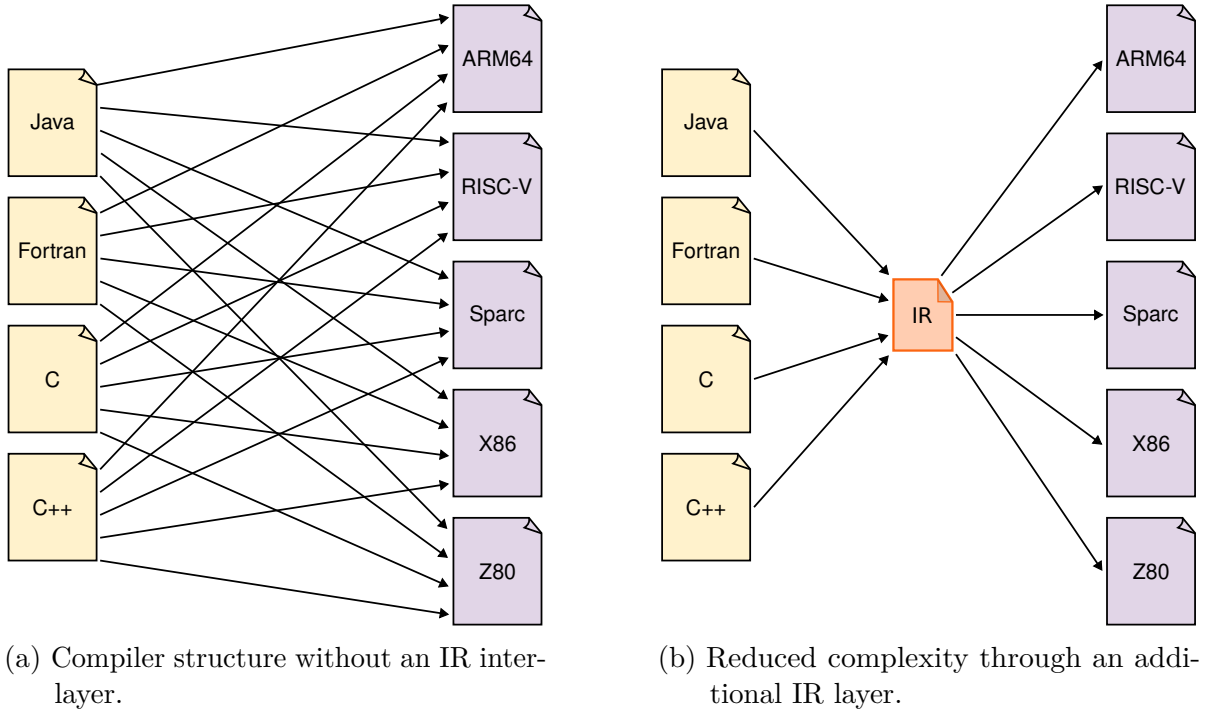 Java
Fortran
C
C++
ARM64
RISC-V
Sparc
X86
Z80
(a) Compiler structure without an IR inter-
layer.
Java
Fortran
C
C++
IR
ARM64
RISC-V
Sparc
X86
Z80
(b) Reduced complexity through an addi-
tional IR layer.